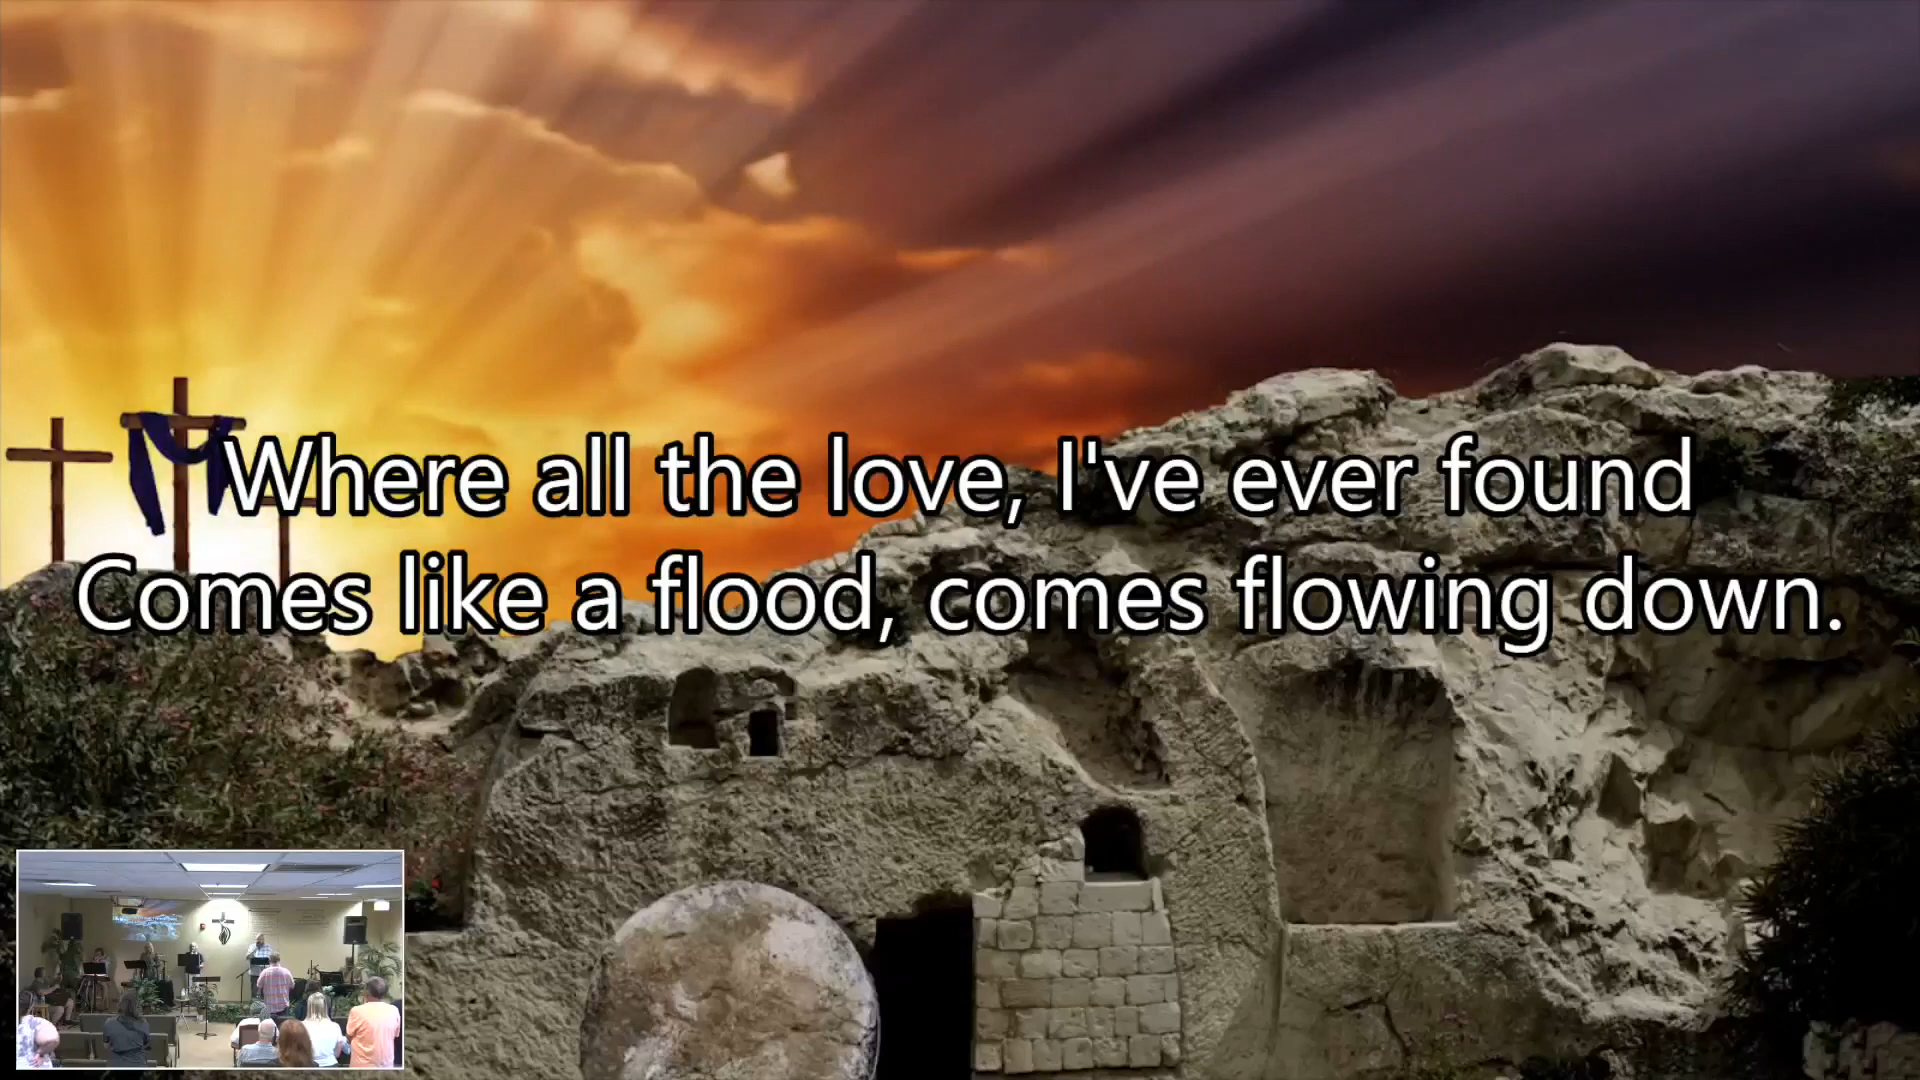 Where all the love, I've ever found
Comes like a flood, comes flowing down.